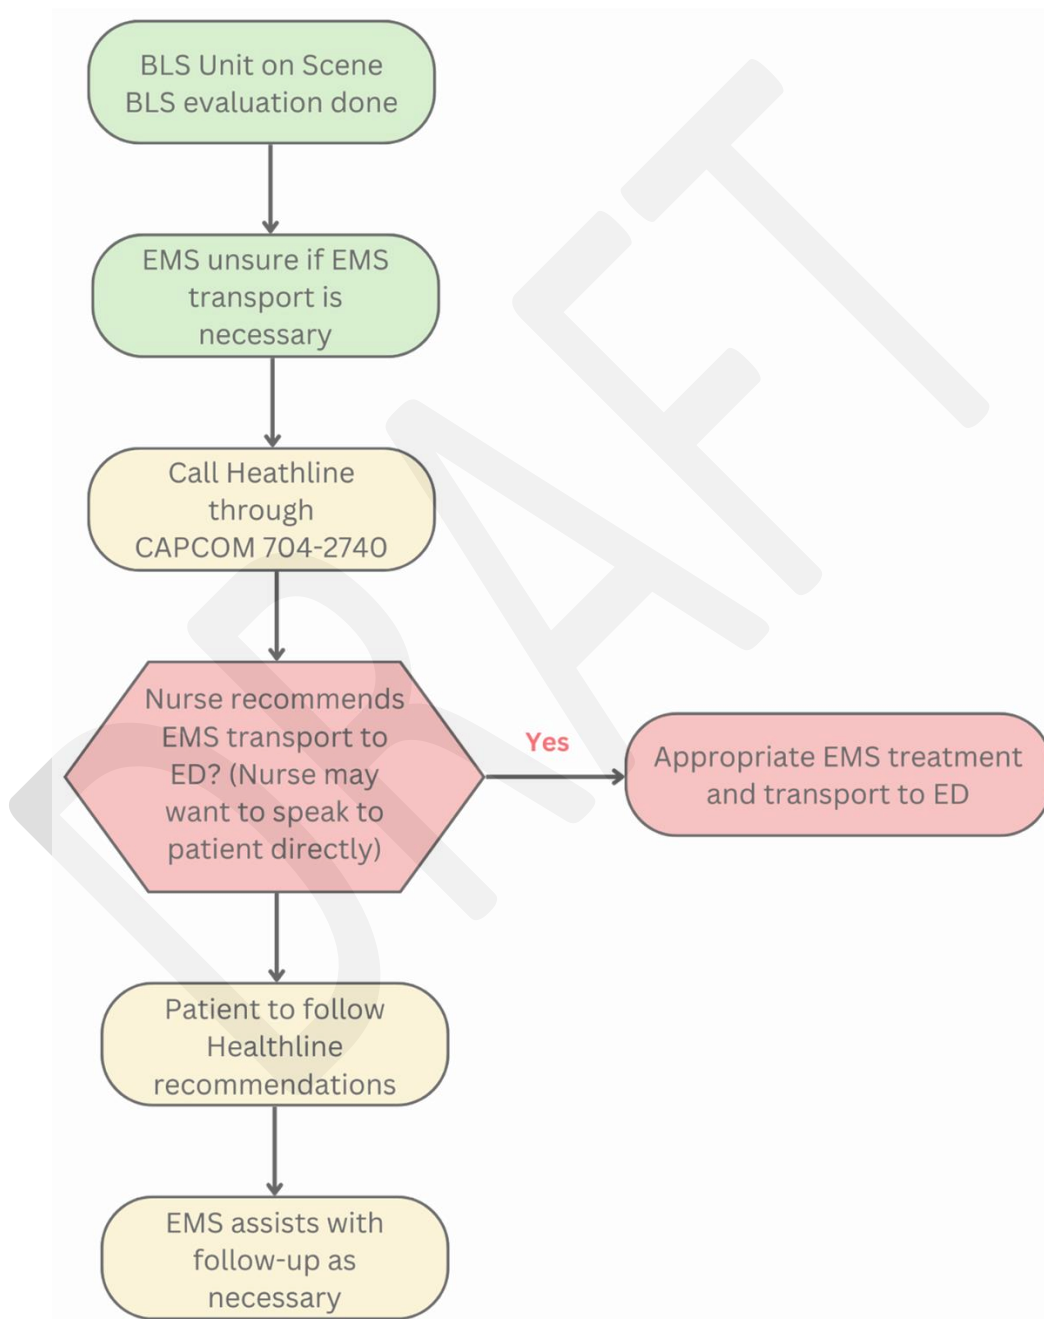 BLS Unit on Scene
BLS evaluation done
EMS unsure if EMS
transport is
necessary
Call Heathline
through
CAPCOM 704-2740
Nurse recommends
EMS transport to
ED? (Nurse may
want to speak to
patient directly)
Yes
Appropriate EMS treatment
and transport to ED
Patient to follow
Healthline
recommendations
EMS assists with
follow-up as
necessary
DRAFT